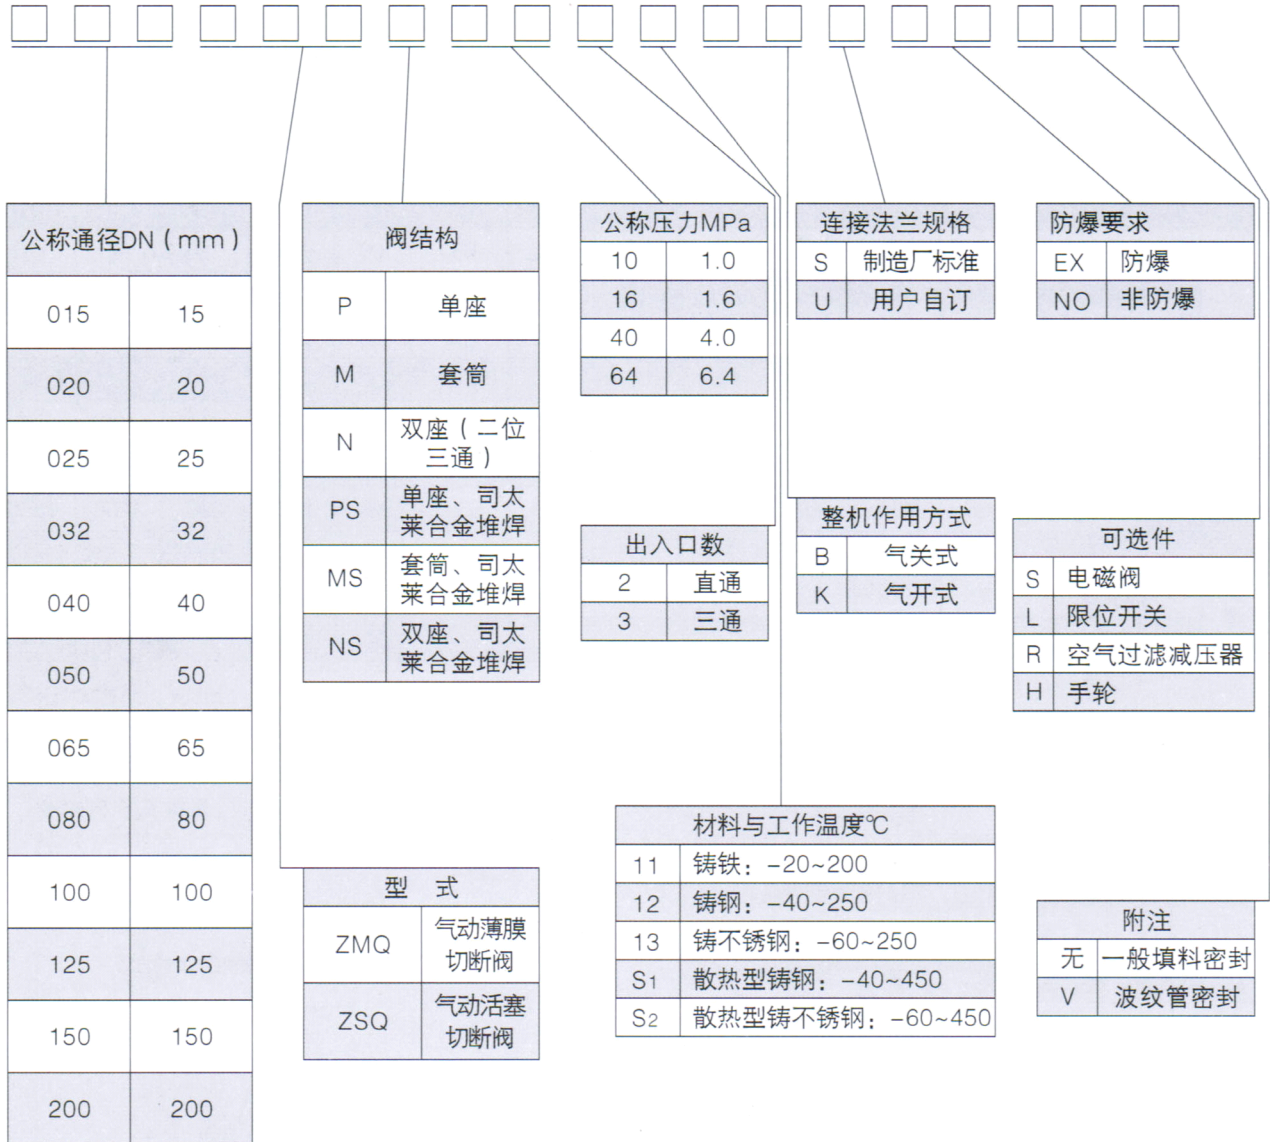 公称通径DN（mm）
015 15
020 20
025 25
032 32
040 40
050 50
065 65
080 80
100 100
125 125
150 150
200 200
阀结构
P 单座
M 套筒
N 双座（二位
三通）
PS 单座、司太
莱合金堆焊
MS 套筒、司太
莱合金堆焊
NS 双座、司太
莱合金堆焊
型 式
ZMQ 气动薄膜
切断阀
ZSQ 气动活塞
切断阀
公称压力MPa
10 1.0
16 1.6
40 4.0
64 6.4
出入口数
2 直通
3 三通
材料与工作温度℃
11 铸铁：-20~200
12 铸钢：-40~250
13 铸不锈钢：-60~250
S1 散热型铸钢：-40~450
S2 散热型铸不锈钢：-60~450
连接法兰规格
S 制造厂标准
U 用户自订
整机作用方式
B 气关式
K 气开式
防爆要求
EX 防爆
NO 非防爆
可选件
S 电磁阀
L 限位开关
R 空气过滤减压器
H 手轮
附注
无 一般填料密封
V 波纹管密封